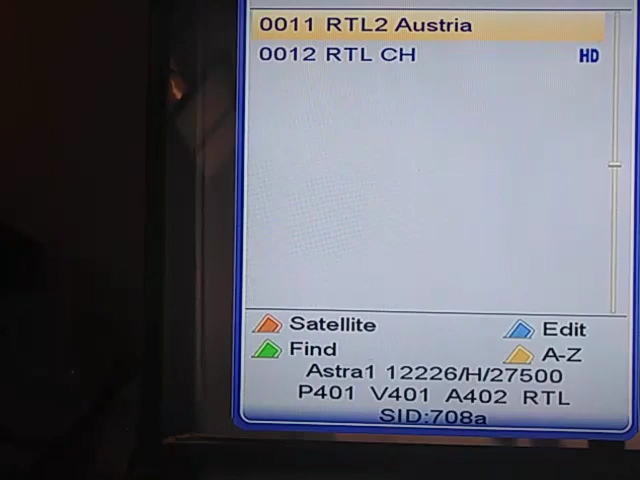 0011 RTL2 Austria
0012 RTL CH HD
Satellite Edit
Find A-Z
Astra1 12226/H/27500
P401 V401 A402 RTL
SID:708a